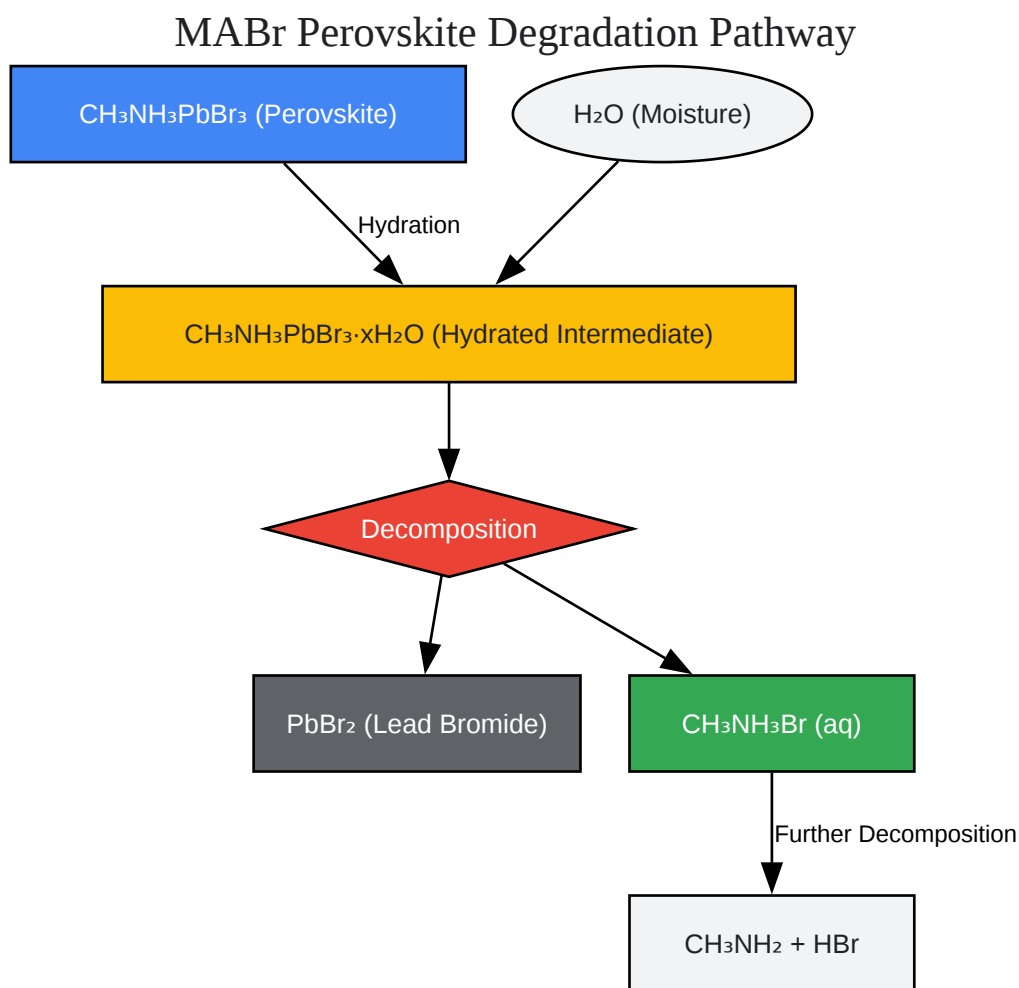 MABr Perovskite Degradation Pathway
CH₃NH₃PbBr₃ (Perovskite)
H₂O (Moisture)
Hydration
CH₃NH₃PbBr₃·xH₂O (Hydrated Intermediate)
Decomposition
PbBr₂ (Lead Bromide)
CH₃NH₃Br (aq)
Further Decomposition
CH₃NH₂ + HBr